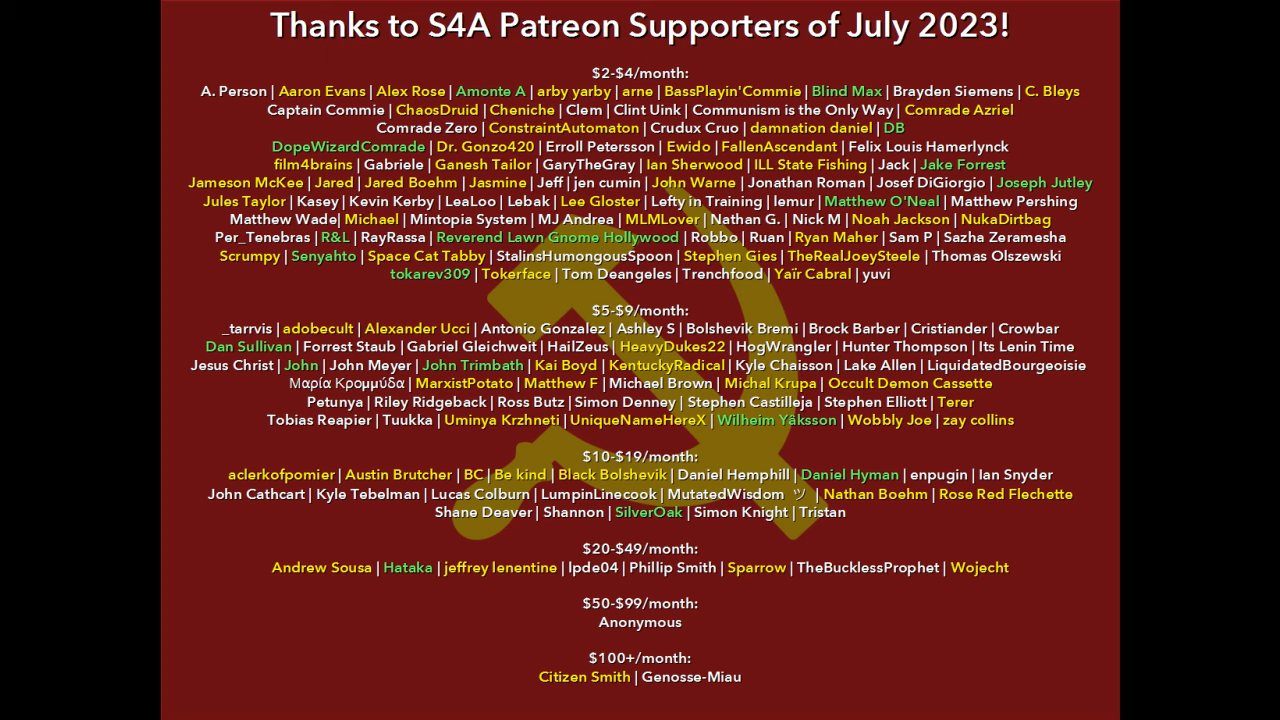 Thanks to S4A Patreon Supporters of July 2023!
$2-$4/month:
A. Person | Aaron Evans | Alex Rose | Amonte A | arby yarby | arne | BassPlayin'Commie | Blind Max | Brayden Siemens | C. Bleys
Captain Commie | ChaosDruid | Cheniche | Clem | Clint Uink | Communism is the Only Way | Comrade Azriel
Comrade Zero | ConstraintAutomaton | Crudux Cruo | damnation daniel | DB
DopeWizardComrade | Dr. Gonzo420 | Erroll Petersson | Ewido | FallenAscendant | Felix Louis Hamerlynck
film4brains | Gabriele | Ganesh Tailor | GaryTheGray | Ian Sherwood | ILL State Fishing | Jack | Jake Forrest
Jameson McKee | Jared | Jared Boehm | Jasmine | Jeff | jen cumin | John Warne | Jonathan Roman | Josef DiGiorgio | Joseph Jutley
Jules Taylor | Kasey | Kevin Kerby | LeaLoo | Lebak | Lee Gloster | Lefty in Training | lemur | Matthew O'Neal | Matthew Pershing
Matthew Wade| Michael | Mintopia System | MJ Andrea | MLMLover | Nathan G. | Nick M | Noah Jackson | NukaDirtbag
Per_Tenebras | R&L | RayRassa | Reverend Lawn Gnome Hollywood | Robbo | Ruan | Ryan Maher | Sam P | Sazha Zeramesha
Scrumpy | Senyahto | Space Cat Tabby | StalinsHumongousSpoon | Stephen Gies | TheRealJoeySteele | Thomas Olszewski
tokarev309 | Tokerface | Tom Deangeles | Trenchfood | Yaïr Cabral | yuvi
$5-$9/month:
_tarrvis | adobecult | Alexander Ucci | Antonio Gonzalez | Ashley S | Bolshevik Bremi | Brock Barber | Cristiander | Crowbar
Dan Sullivan | Forrest Staub | Gabriel Gleichweit | HailZeus | HeavyDukes22 | HogWrangler | Hunter Thompson | Its Lenin Time
Jesus Christ | John | John Meyer | John Trimbath | Kai Boyd | KentuckyRadical | Kyle Chaisson | Lake Allen | LiquidatedBourgeoisie
Μαρία Κρομμύδα | MarxistPotato | Matthew F | Michael Brown | Michal Krupa | Occult Demon Cassette
Petunya | Riley Ridgeback | Ross Butz | Simon Denney | Stephen Castilleja | Stephen Elliott | Terer
Tobias Reapier | Tuukka | Uminya Krzhneti | UniqueNameHereX | Wilheim Yäksson | Wobbly Joe | zay collins
$10-$19/month:
aclerkofpomier | Austin Brutcher | BC | Be kind | Black Bolshevik | Daniel Hemphill | Daniel Hyman | enpugin | Ian Snyder
John Cathcart | Kyle Tebelman | Lucas Colburn | LumpinLinecook | MutatedWisdom ツ | Nathan Boehm | Rose Red Flechette
Shane Deaver | Shannon | SilverOak | Simon Knight | Tristan
$20-$49/month:
Andrew Sousa | Hataka | jeffrey lenentine | lpde04 | Phillip Smith | Sparrow | TheBucklessProphet | Wojecht
$50-$99/month:
Anonymous
$100+/month:
Citizen Smith | Genosse-Miau